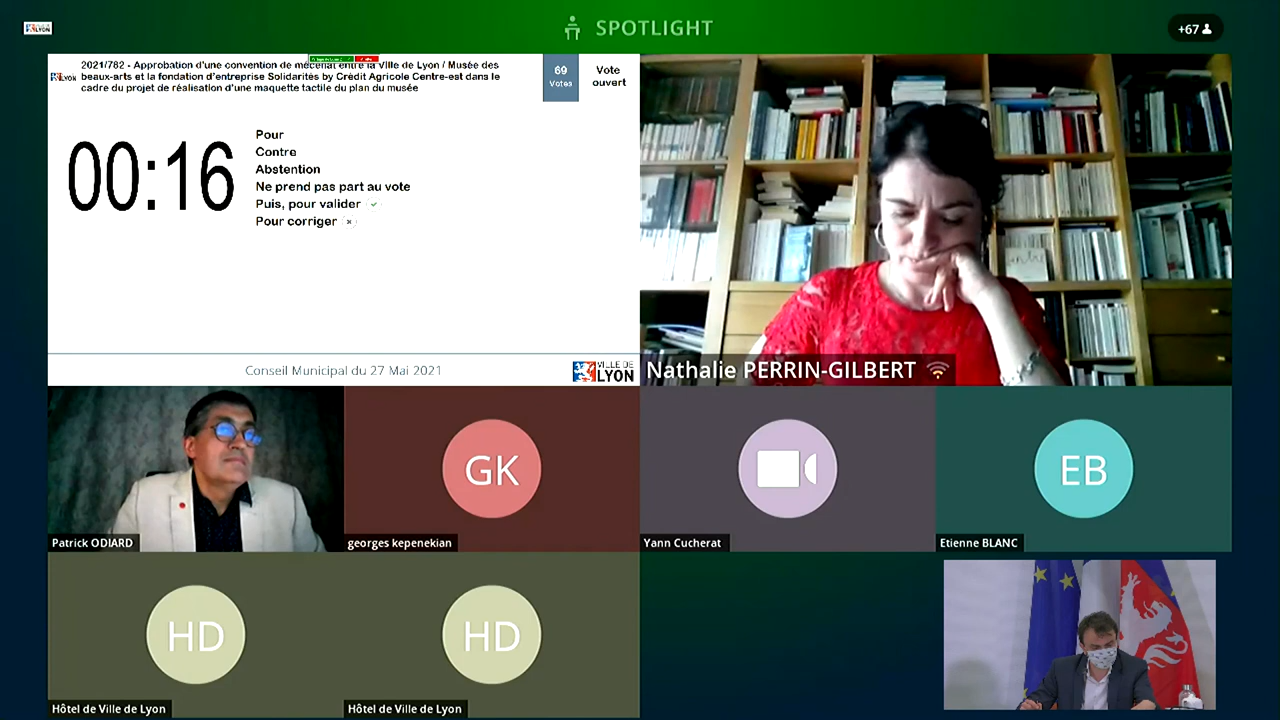 LYON
SPOTLIGHT
+67
LYON
2021/782 - Approbation d'une convention de mécénat entre la Ville de Lyon / Musée des
beaux-arts et la fondation d'entreprise Solidarités by Crédit Agricole Centre-est dans le
cadre du projet de réalisation d'une maquette tactile du plan du musée
69
Votes
Vote
ouvert
00:16
Pour
Contre
Abstention
Ne prend pas part au vote
Puis, pour valider
Pour corriger
Conseil Municipal du 27 Mai 2021
VILLE DE
LYON
Nathalie PERRIN-GILBERT
Patrick ODIARD
GK
georges kepenekian
Yann Cucherat
EB
Etienne BLANC
HD
Hôtel de Ville de Lyon
HD
Hôtel de Ville de Lyon